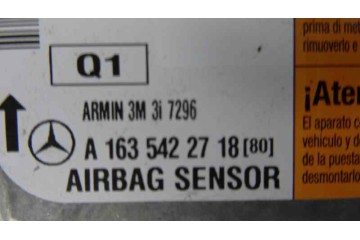 Q1
ARMIN 3M 3i 7296
A 163 542 27 18 [80]
AIRBAG SENSOR
prima di me
rimuoverlo e
¡Aten
El aparato c
vehículo y d
de la puesta
desmontarlo